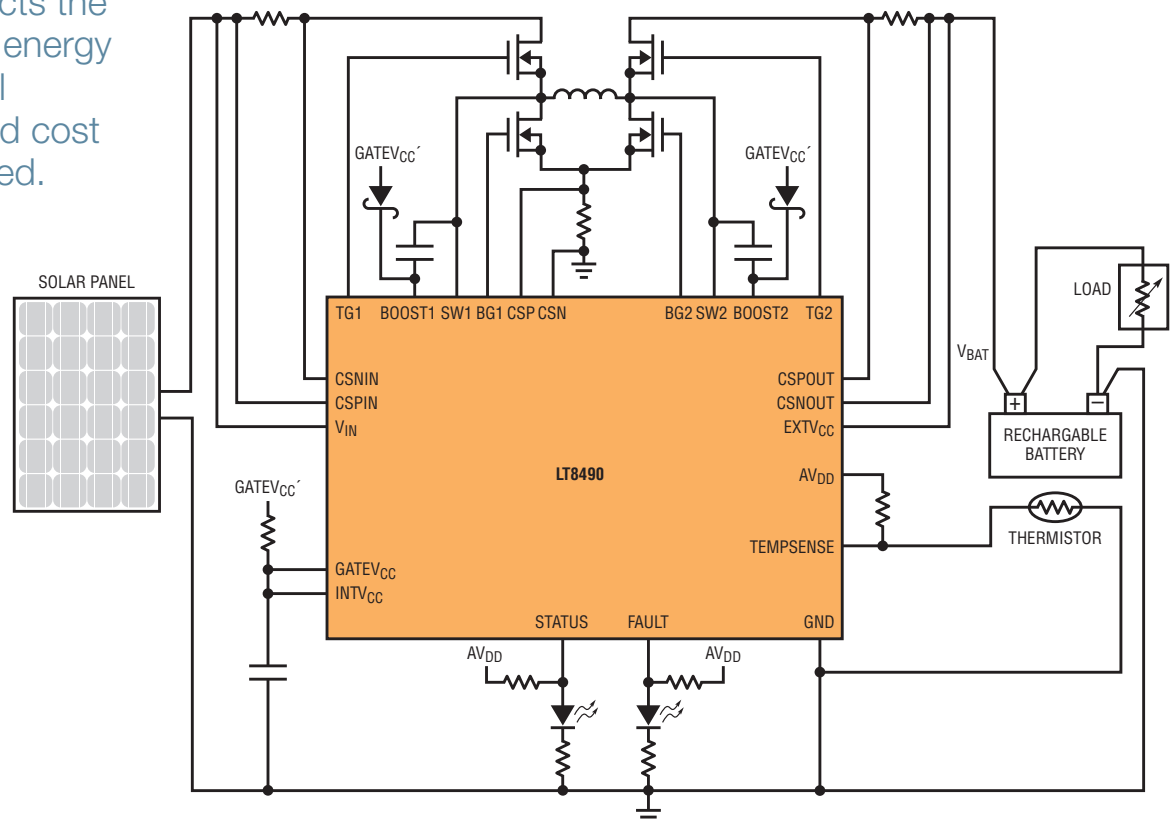 cts the
energy
l
d cost
ed.
GATEVCC´
GATEVCC´
SOLAR PANEL
TG1 BOOST1 SW1 BG1 CSP CSN BG2 SW2 BOOST2 TG2
LOAD
VBAT
CSNIN
CSPIN
VIN
CSPOUT
CSNOUT
EXTVCC
+ −
RECHARGABLE
BATTERY
LT8490
AVDD
GATEVCC´
TEMPSENSE
THERMISTOR
GATEVCC
INTVCC
STATUS FAULT GND
AVDD
AVDD